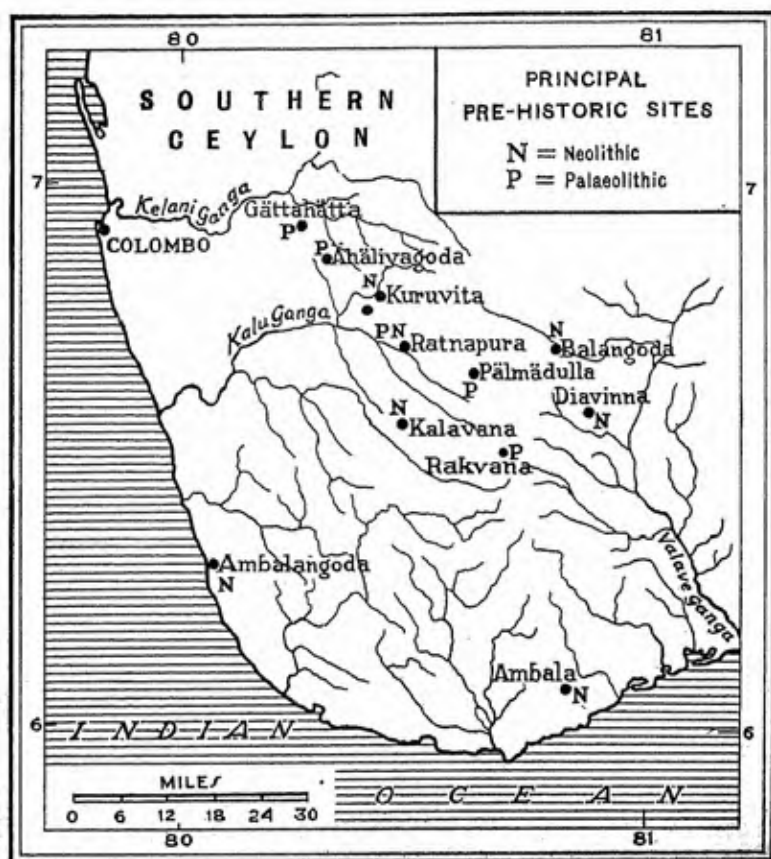 80 81
SOUTHERN
CEYLON
PRINCIPAL
PRE-HISTORIC SITES
N = Neolithic
P = Palaeolithic
7 7
Kelani Ganga
Gättahätta
P
COLOMBO
P Ähäliyagoda
N
Kuruvita
Kalu Ganga
PN
Ratnapura
N
Balangoda
Pälmädulla
P
Diavinna
N
N
Kalavana
P
Rakvana
Valave Ganga
Ambalangoda
N
Ambala
N
6 6
INDIAN
OCEAN
MILES
0 6 12 18 24 30
80 81